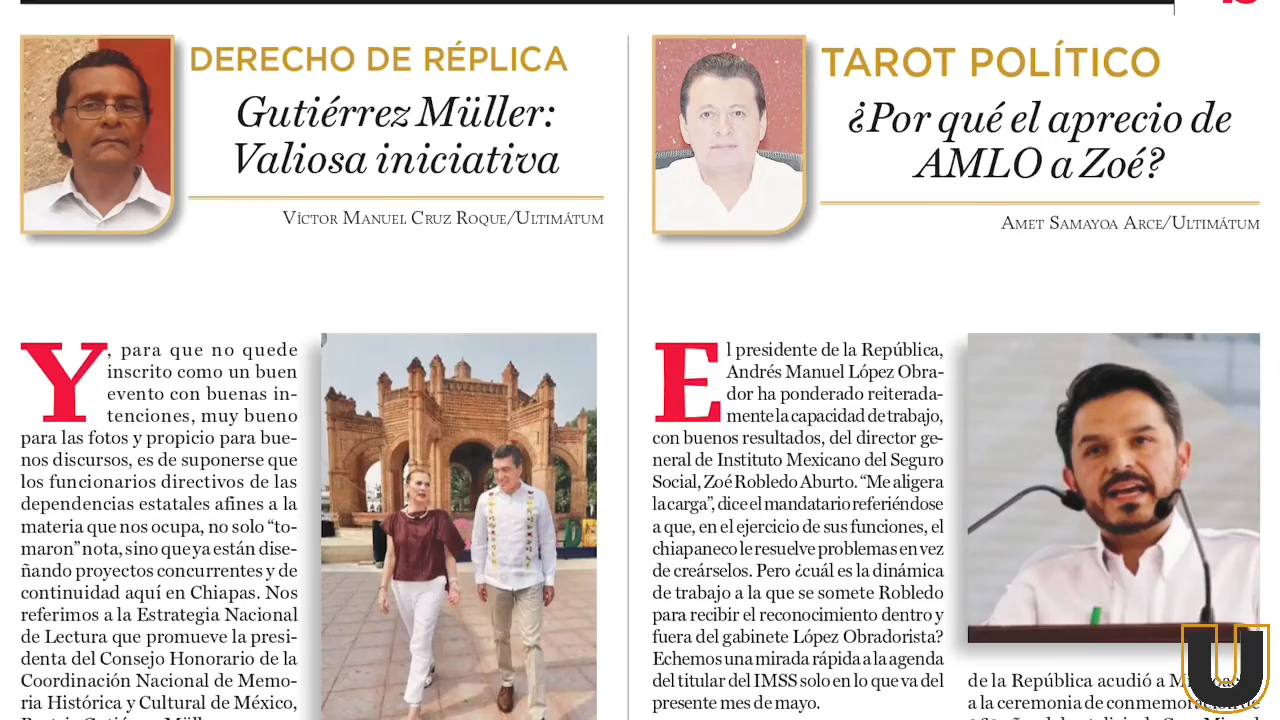 DERECHO DE RÉPLICA
Gutiérrez Müller:
Valiosa iniciativa
Víctor Manuel Cruz Roque/Ultimátum
Y, para que no quede
inscrito como un buen
evento con buenas in-
tenciones, muy bueno
para las fotos y propicio para bue-
nos discursos, es de suponerse que
los funcionarios directivos de las
dependencias estatales afines a la
materia que nos ocupa, no solo “to-
maron” nota, sino que ya están dise-
ñando proyectos concurrentes y de
continuidad aquí en Chiapas. Nos
referimos a la Estrategia Nacional
de Lectura que promueve la presi-
denta del Consejo Honorario de la
Coordinación Nacional de Memo-
ria Histórica y Cultural de México,
TAROT POLÍTICO
¿Por qué el aprecio de
AMLO a Zoé?
Amet Samayoa Arce/Ultimátum
El presidente de la República,
Andrés Manuel López Obra-
dor ha ponderado reiterada-
mente la capacidad de trabajo,
con buenos resultados, del director ge-
neral de Instituto Mexicano del Seguro
Social, Zoé Robledo Aburto. “Me aligera
la carga”, dice el mandatario refiriéndose
a que, en el ejercicio de sus funciones, el
chiapaneco le resuelve problemas en vez
de creárselos. Pero ¿cuál es la dinámica
de trabajo a la que se somete Robledo
para recibir el reconocimiento dentro y
fuera del gabinete López Obradorista?
Echemos una mirada rápida a la agenda
del titular del IMSS solo en lo que va del
presente mes de mayo.
de la República acudió a
a la ceremonia de conmemoración
U